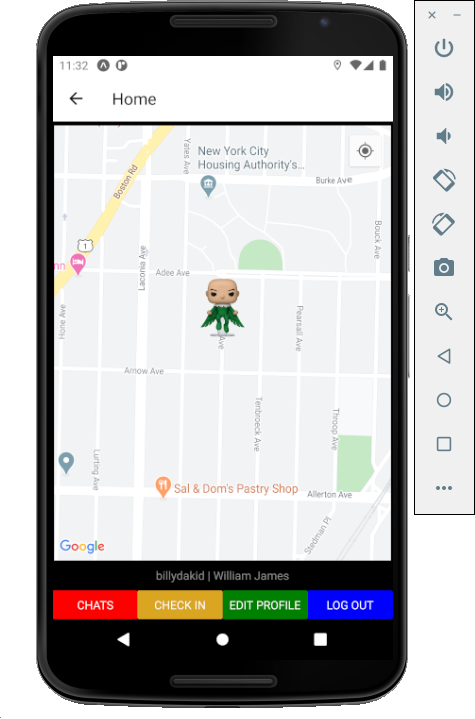 11:32
Home
New York City
Housing Authority's...
Yates Ave
Burke Ave
Boston Rd
1
Bouck Ave
nn
Laconia Ave
Adee Ave
Hone Ave
Pearsall Ave
Ave
Arnow Ave
Tenbroeck Ave
Throop Ave
Lurting Ave
Sal & Dom's Pastry Shop
Allerton Ave
Stedman Pl
Google
billydakid | William James
CHATS
CHECK IN
EDIT PROFILE
LOG OUT